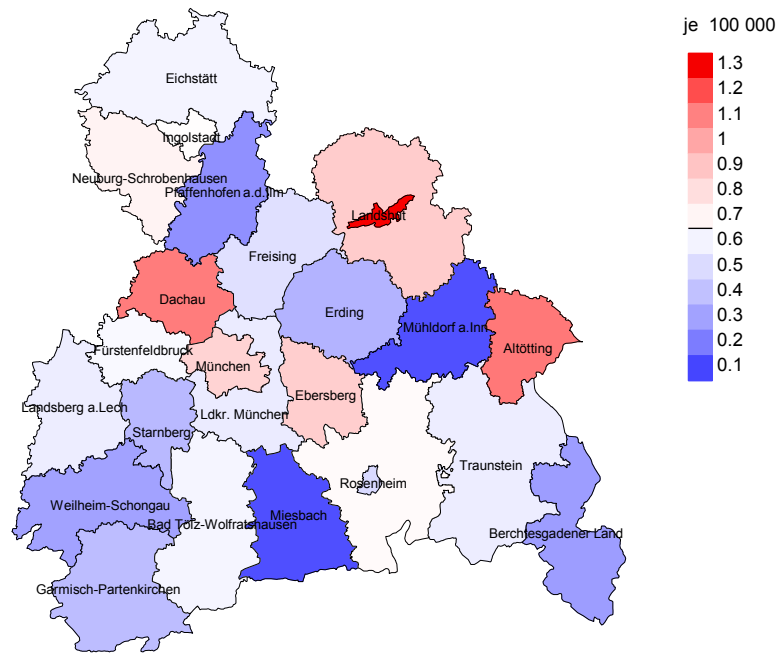 je 100 000
1.3
1.2
1.1
1
0.9
0.8
0.7
0.6
0.5
0.4
0.3
0.2
0.1
Eichstätt
Ingolstadt
Neuburg-Schrobenhausen
Pfaffenhofen a.d.Ilm
Landshut
Freising
Dachau
Erding
Mühldorf a.Inn
Altötting
Fürstenfeldbruck
München
Ebersberg
Landsberg a.Lech
Ldkr. München
Starnberg
Traunstein
Rosenheim
Weilheim-Schongau
Miesbach
Bad Tölz-Wolfratshausen
Berchtesgadener Land
Garmisch-Partenkirchen